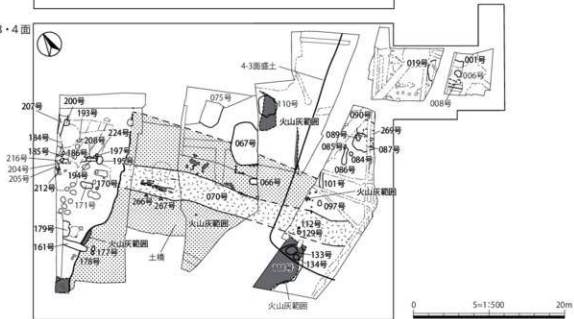 3・4面
4-3面盛土
019号
001号
006号
008号
207号
200号
193号
075号
110号
火山灰範囲
090号
184号
208号
224号
067号
089号
269号
185号
186号
197号
085号
087号
216号
195号
084号
204号
086号
205号
194号
066号
101号
212号
170号
070号
火山灰範囲
171号
266号
267号
097号
火山灰範囲
112号
179号
129号
161号
火山灰範囲
土橋
133号
177号
134号
178号
火山灰範囲
0
S=1:500
20m